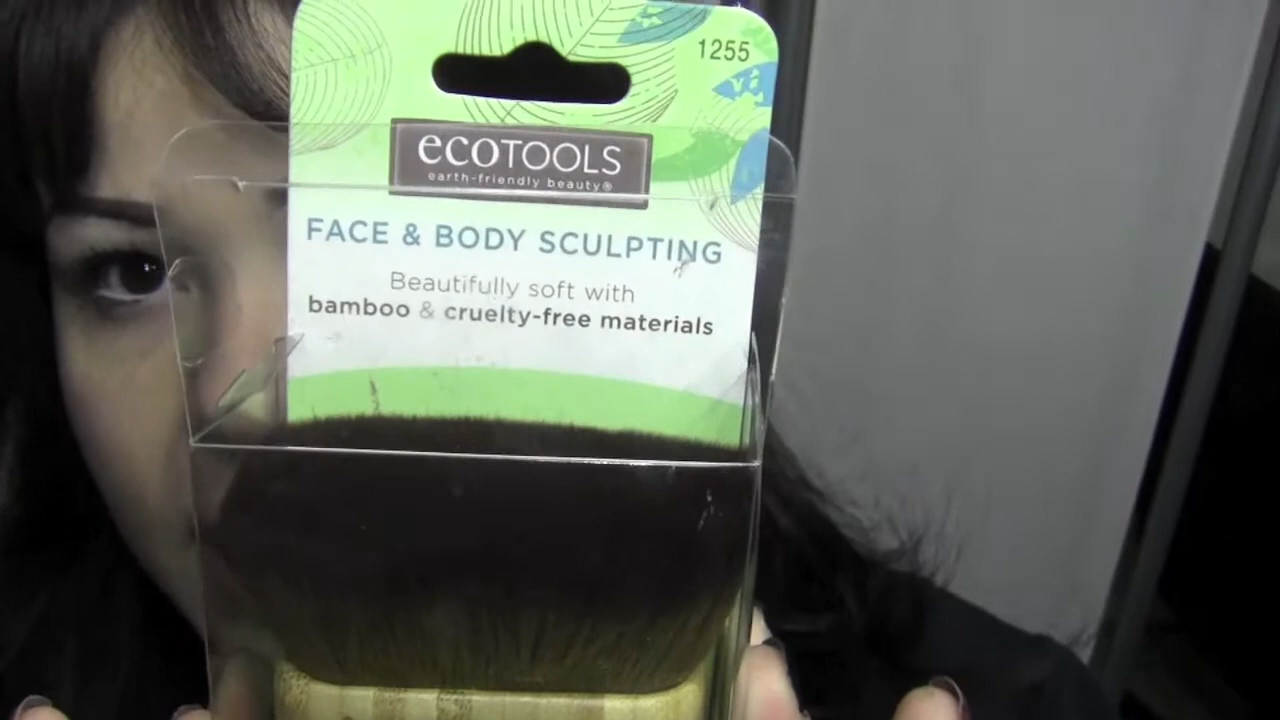 1255
ecoTOOLS
earth-friendly beauty®
FACE & BODY SCULPTING
Beautifully soft with
bamboo & cruelty-free materials